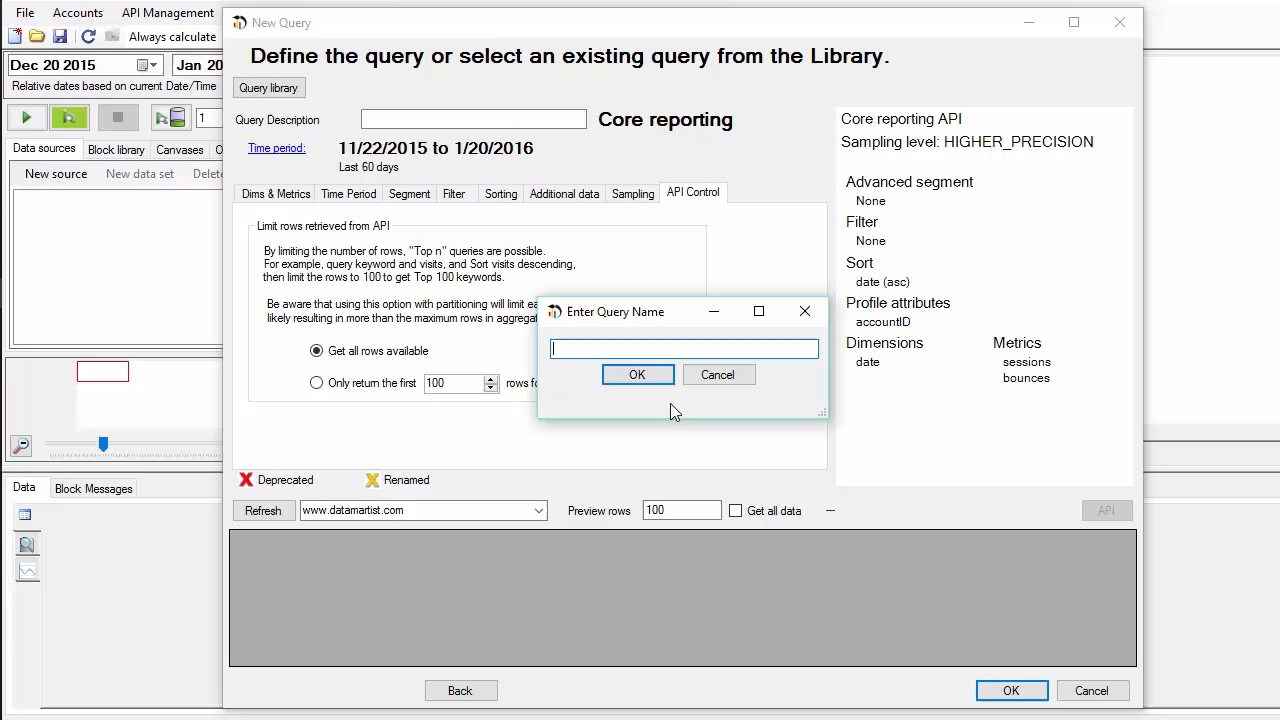 File Accounts API Management
New Query
Always calculate
Define the query or select an existing query from the Library.
Dec 20 2015 Jan 20
Relative dates based on current Date/Time
Query library
1
Query Description
Core reporting
Time period: 11/22/2015 to 1/20/2016
Last 60 days
Data sources Block library Canvases O
New source New data set Delete
Dims & Metrics Time Period Segment Filter Sorting Additional data Sampling API Control
Limit rows retrieved from API
By limiting the number of rows, "Top n" queries are possible.
For example, query keyword and visits, and Sort visits descending,
then limit the rows to 100 to get Top 100 keywords.
Be aware that using this option with partitioning will limit ea
likely resulting in more than the maximum rows in aggregat
Get all rows available
Only return the first 100 rows fo
Enter Query Name
OK Cancel
Core reporting API
Sampling level: HIGHER_PRECISION
Advanced segment
None
Filter
None
Sort
date (asc)
Profile attributes
accountID
Dimensions Metrics
date sessions
bounces
X Deprecated X Renamed
Refresh www.datamartist.com Preview rows 100 Get all data --- API
Data Block Messages
Back OK Cancel